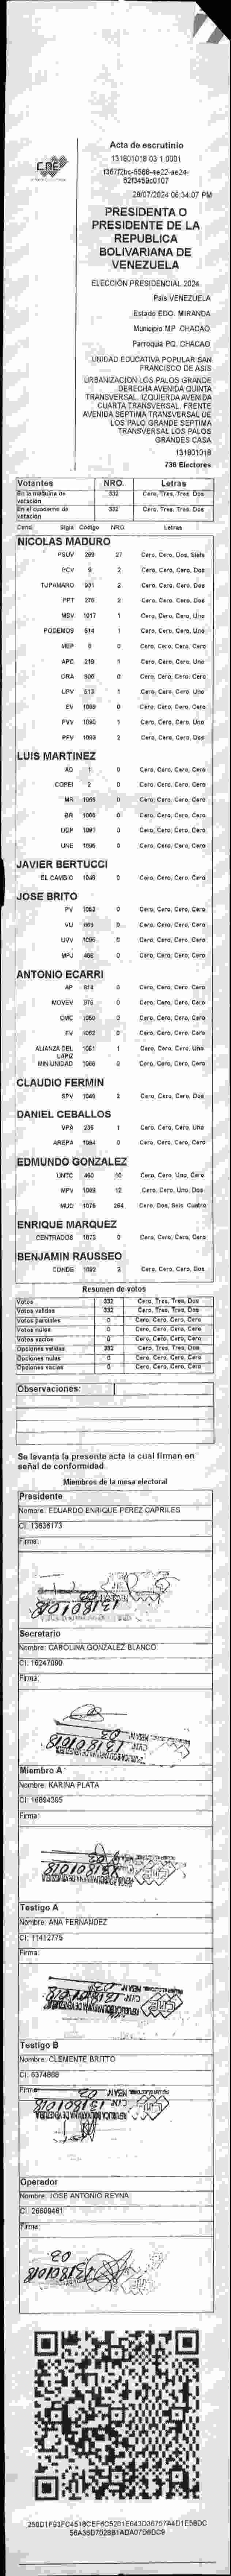 CNE
Acta de escrutinio
131801018 03 1.0001
26/07/2024 06:34:07 PM
PRESIDENTA O
PRESIDENTE DE LA
REPUBLICA
BOLIVARIANA DE
VENEZUELA
ELECCIÓN PRESIDENCIAL 2024
País VENEZUELA
Estado EDO. MIRANDA
Municipio MP. CHACAO
Parroquia PQ. CHACAO
UNIDAD EDUCATIVA POPULAR SAN
FRANCISCO DE ASIS
URBANIZACION LOS PALOS GRANDE
DERECHA AVENIDA QUINTA
TRANSVERSAL. IZQUIERDA AVENIDA
CUARTA TRANSVERSAL. FRENTE
AVENIDA SEPTIMA TRANSVERSAL DE
LOS PALO GRANDE SEPTIMA
TRANSVERSAL LOS PALOS
GRANDES CASA
131801018
736 Electores
Votantes NRO. Letras
En la máquina de votación 332 Cero, Tres, Tres, Dos
En el cuaderno de votación 332 Cero, Tres, Tres, Dos
Cand. Sigla Código NRO. Letras
NICOLAS MADURO
PSUV 269 27 Cero, Cero, Dos, Siete
PCV 9 2 Cero, Cero, Cero, Dos
TUPAMARO 931 2 Cero, Cero, Cero, Dos
PPT 276 2 Cero, Cero, Cero, Dos
MSV 1017 1 Cero, Cero, Cero, Uno
PODEMOS 614 1 Cero, Cero, Cero, Uno
MEP 5 0 Cero, Cero, Cero, Cero
APC 219 1 Cero, Cero, Cero, Uno
ORA 906 0 Cero, Cero, Cero, Cero
UPV 513 1 Cero, Cero, Cero, Uno
EV 1089 0 Cero, Cero, Cero, Cero
PVV 1090 1 Cero, Cero, Cero, Uno
PFV 1093 2 Cero, Cero, Cero, Dos
LUIS MARTINEZ
AD 1 0 Cero, Cero, Cero, Cero
COPEI 2 0 Cero, Cero, Cero, Cero
MR 1065 0 Cero, Cero, Cero, Cero
BR 0 Cero, Cero, Cero, Cero
DDP 1091 0 Cero, Cero, Cero, Cero
UNE 0 Cero, Cero, Cero, Cero
JAVIER BERTUCCI
EL CAMBIO 1049 0 Cero, Cero, Cero, Cero
JOSE BRITO
PV 1053 0 Cero, Cero, Cero, Cero
VU 0 Cero, Cero, Cero, Cero
UVV 0 Cero, Cero, Cero, Cero
MPJ 0 Cero, Cero, Cero, Cero
ANTONIO ECARRI
AP 814 0 Cero, Cero, Cero, Cero
MOVEV 976 0 Cero, Cero, Cero, Cero
CMC 1050 0 Cero, Cero, Cero, Cero
FV 1062 0 Cero, Cero, Cero, Cero
ALIANZA DEL LAPIZ 1051 1 Cero, Cero, Cero, Uno
MIN UNIDAD 0 Cero, Cero, Cero, Cero
CLAUDIO FERMIN
SPV 1048 2 Cero, Cero, Cero, Dos
DANIEL CEBALLOS
VPA 236 1 Cero, Cero, Cero, Uno
AREPA 1094 0 Cero, Cero, Cero, Cero
EDMUNDO GONZALEZ
UNTC 460 10 Cero, Cero, Uno, Cero
MPV 1069 12 Cero, Cero, Uno, Dos
MUD 1078 264 Cero, Dos, Seis, Cuatro
ENRIQUE MARQUEZ
CENTRADOS 1073 0 Cero, Cero, Cero, Cero
BENJAMIN RAUSSEO
CONDE 1092 2 Cero, Cero, Cero, Dos
Resumen de votos
Votos 332 Cero, Tres, Tres, Dos
Votos validos 332 Cero, Tres, Tres, Dos
Votos parciales 0 Cero, Cero, Cero, Cero
Votos nulos 0 Cero, Cero, Cero, Cero
Votos vacios 0 Cero, Cero, Cero, Cero
Opciones validas 332 Cero, Tres, Tres, Dos
Opciones nulas 0 Cero, Cero, Cero, Cero
Opciones vacias 0 Cero, Cero, Cero, Cero
Observaciones:
Se levanta la presente acta la cual firman en
señal de conformidad.
Miembros de la mesa electoral
Presidente
Nombre: EDUARDO ENRIQUE PEREZ CAPRILES
CI: 13636173
Firma:
131801018
Secretario
Nombre: CAROLINA GONZALEZ BLANCO
CI: 16247090
Firma:
131801018
Miembro A
Nombre: KARINA PLATA
CI: 16894395
Firma:
131801018
Testigo A
Nombre: ANA FERNANDEZ
CI: 11412775
Firma:
131801018
Testigo B
Nombre: CLEMENTE BRITTO
CI: 6374868
Firma:
131801018
Operador
Nombre: JOSE ANTONIO REYNA
CI: 26609461
Firma:
03
131801018